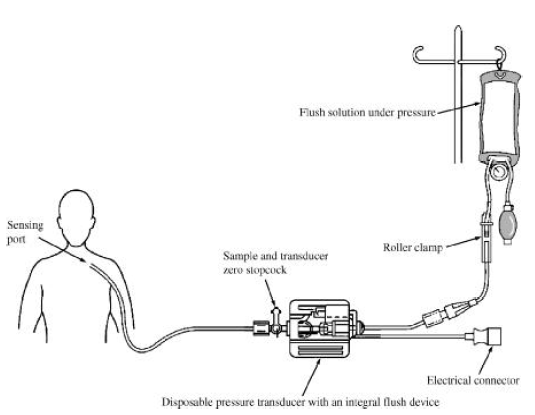 Flush solution under pressure
Sensing
port
Sample and transducer
zero stopcock
Roller clamp
Electrical connector
Disposable pressure transducer with an integral flush device